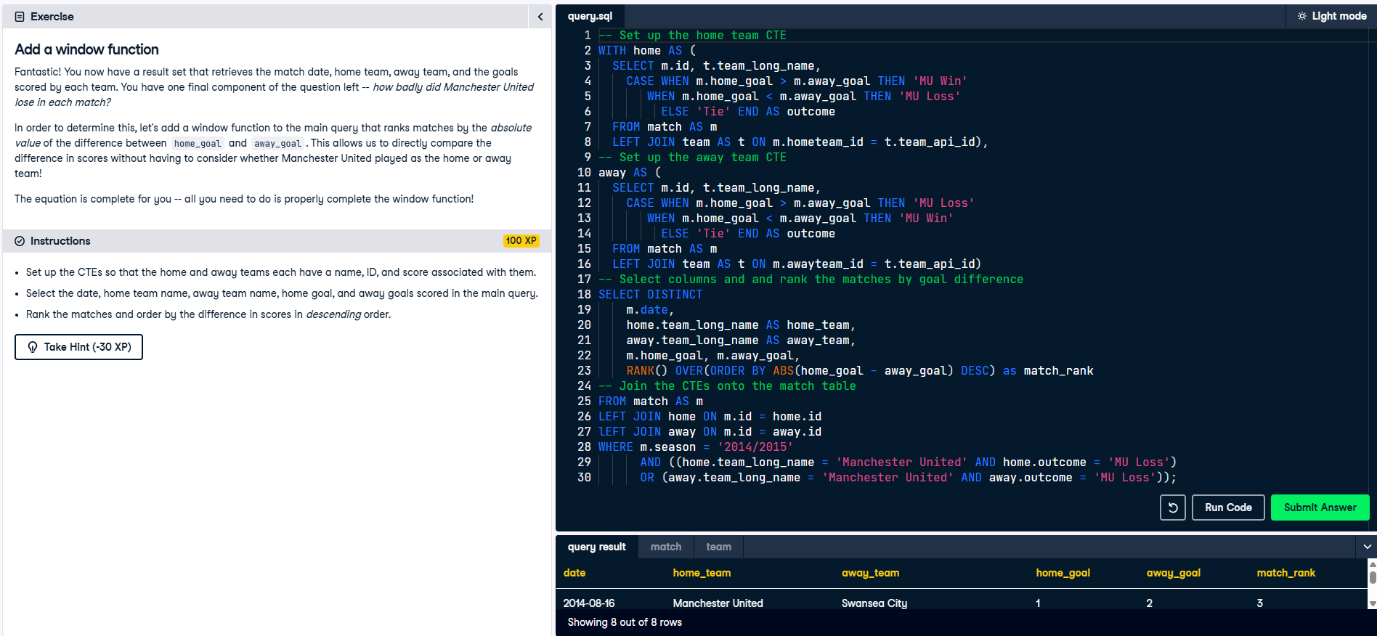 Exercise
Add a window function
Fantastic! You now have a result set that retrieves the match date, home team, away team, and the goals
scored by each team. You have one final component of the question left -- how badly did Manchester United
lose in each match?
In order to determine this, let's add a window function to the main query that ranks matches by the absolute
value of the difference between home_goal and away_goal. This allows us to directly compare the
difference in scores without having to consider whether Manchester United played as the home or away
team!
The equation is complete for you -- all you need to do is properly complete the window function!
Instructions
100 XP
• Set up the CTEs so that the home and away teams each have a name, ID, and score associated with them.
• Select the date, home team name, away team name, home goal, and away goals scored in the main query.
• Rank the matches and order by the difference in scores in descending order.
Take Hint (-30 XP)
query.sql
Light mode
1 -- Set up the home team CTE
2 WITH home AS (
3   SELECT m.id, t.team_long_name,
4     CASE WHEN m.home_goal > m.away_goal THEN 'MU Win'
5        WHEN m.home_goal < m.away_goal THEN 'MU Loss'
6          ELSE 'Tie' END AS outcome
7   FROM match AS m
8   LEFT JOIN team AS t ON m.hometeam_id = t.team_api_id),
9 -- Set up the away team CTE
10 away AS (
11   SELECT m.id, t.team_long_name,
12     CASE WHEN m.home_goal > m.away_goal THEN 'MU Loss'
13        WHEN m.home_goal < m.away_goal THEN 'MU Win'
14          ELSE 'Tie' END AS outcome
15   FROM match AS m
16   LEFT JOIN team AS t ON m.awayteam_id = t.team_api_id)
17 -- Select columns and and rank the matches by goal difference
18 SELECT DISTINCT
19     m.date,
20     home.team_long_name AS home_team,
21     away.team_long_name AS away_team,
22     m.home_goal, m.away_goal,
23     RANK() OVER(ORDER BY ABS(home_goal - away_goal) DESC) as match_rank
24 -- Join the CTEs onto the match table
25 FROM match AS m
26 LEFT JOIN home ON m.id = home.id
27 LEFT JOIN away ON m.id = away.id
28 WHERE m.season = '2014/2015'
29       AND ((home.team_long_name = 'Manchester United' AND home.outcome = 'MU Loss')
30       OR (away.team_long_name = 'Manchester United' AND away.outcome = 'MU Loss'));
Run Code
Submit Answer
query result match team
date home_team away_team home_goal away_goal match_rank
2014-08-16 Manchester United Swansea City 1 2 3
Showing 8 out of 8 rows